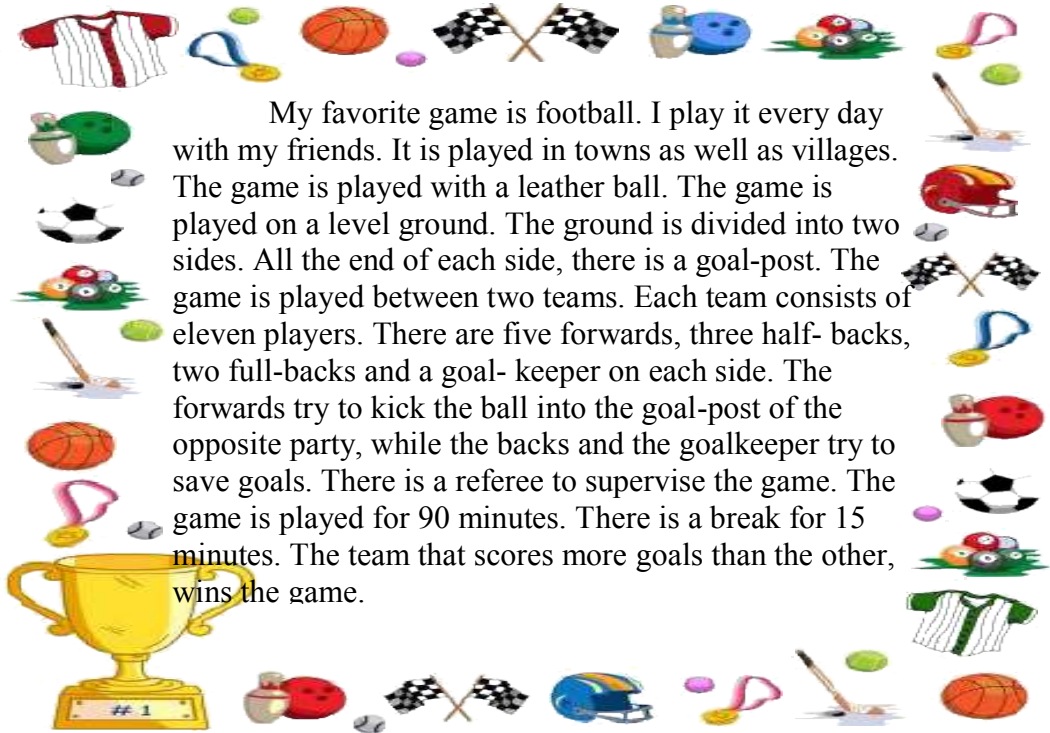 My favorite game is football. I play it every day
with my friends. It is played in towns as well as villages.
The game is played with a leather ball. The game is
played on a level ground. The ground is divided into two
sides. All the end of each side, there is a goal-post. The
game is played between two teams. Each team consists of
eleven players. There are five forwards, three half- backs,
two full-backs and a goal- keeper on each side. The
forwards try to kick the ball into the goal-post of the
opposite party, while the backs and the goalkeeper try to
save goals. There is a referee to supervise the game. The
game is played for 90 minutes. There is a break for 15
minutes. The team that scores more goals than the other,
wins the game.
# 1